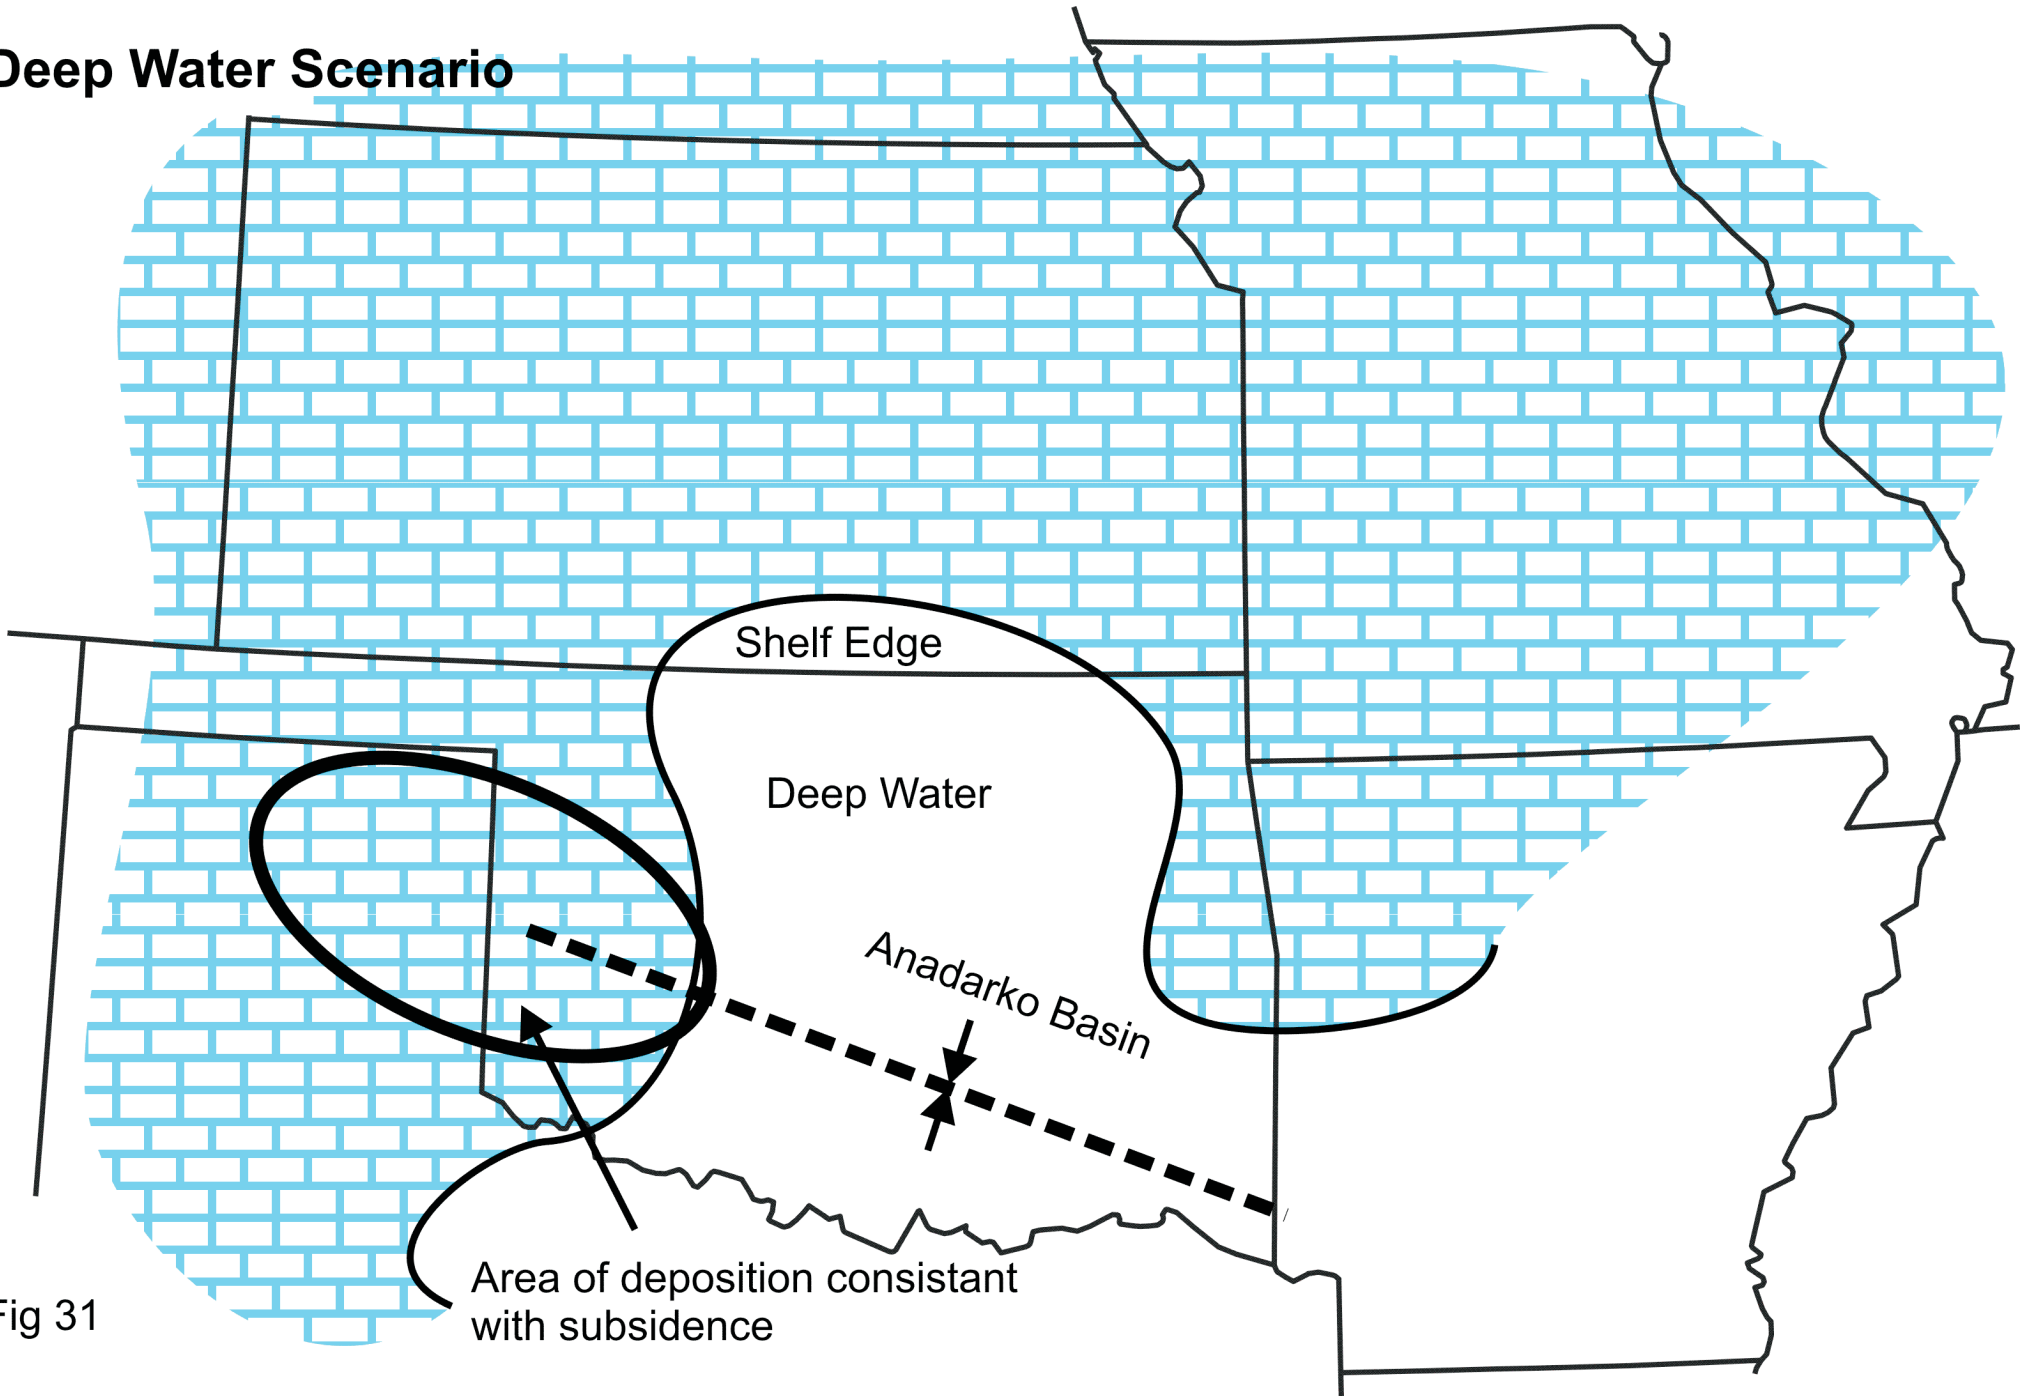 Deep Water Scenario
Shelf Edge
Deep Water
Anadarko Basin
Area of deposition consistant
with subsidence
Fig 31